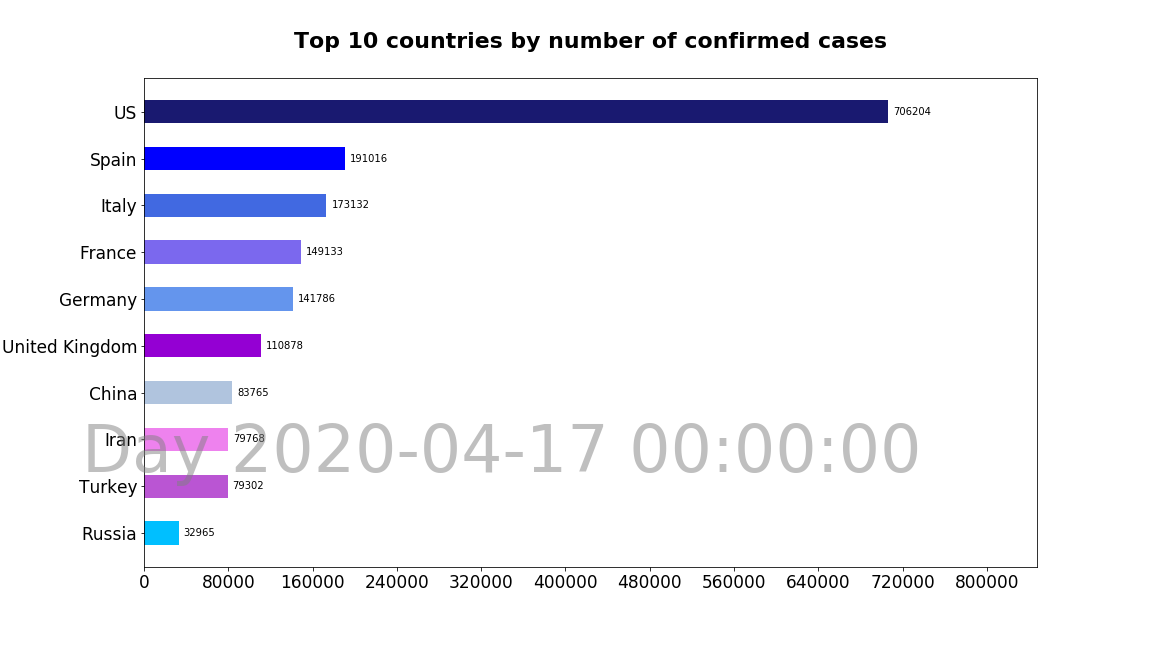 Top 10 countries by number of confirmed cases
US 706204
Spain 191016
Italy 173132
France 149133
Germany 141786
United Kingdom 110878
China 83765
Iran 79768
Day 2020-04-17 00:00:00
Turkey 79302
Russia 32965
0 80000 160000 240000 320000 400000 480000 560000 640000 720000 800000